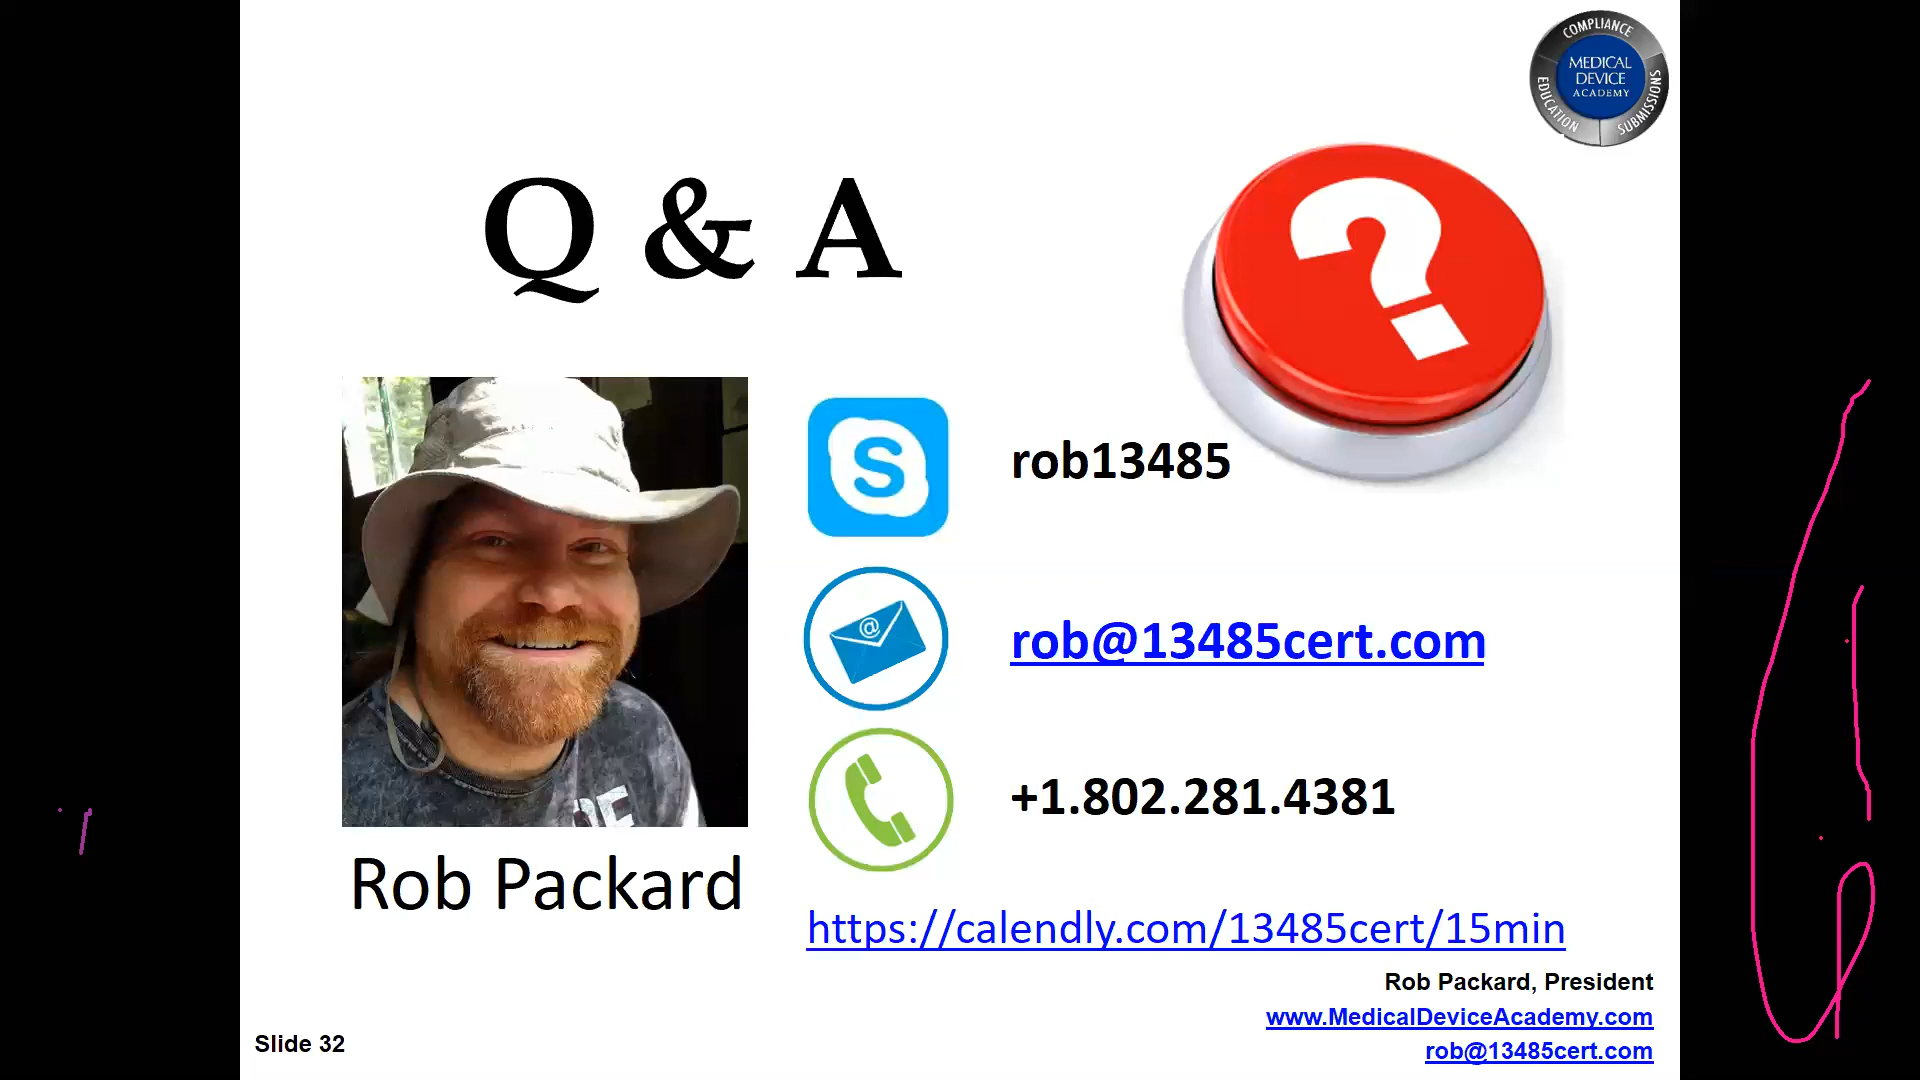 COMPLIANCE
MEDICAL
DEVICE
ACADEMY
EDUCATION
SUBMISSIONS
Q & A
?
S
rob13485
@
rob@13485cert.com
+1.802.281.4381
Rob Packard
https://calendly.com/13485cert/15min
Rob Packard, President
www.MedicalDeviceAcademy.com
rob@13485cert.com
Slide 32